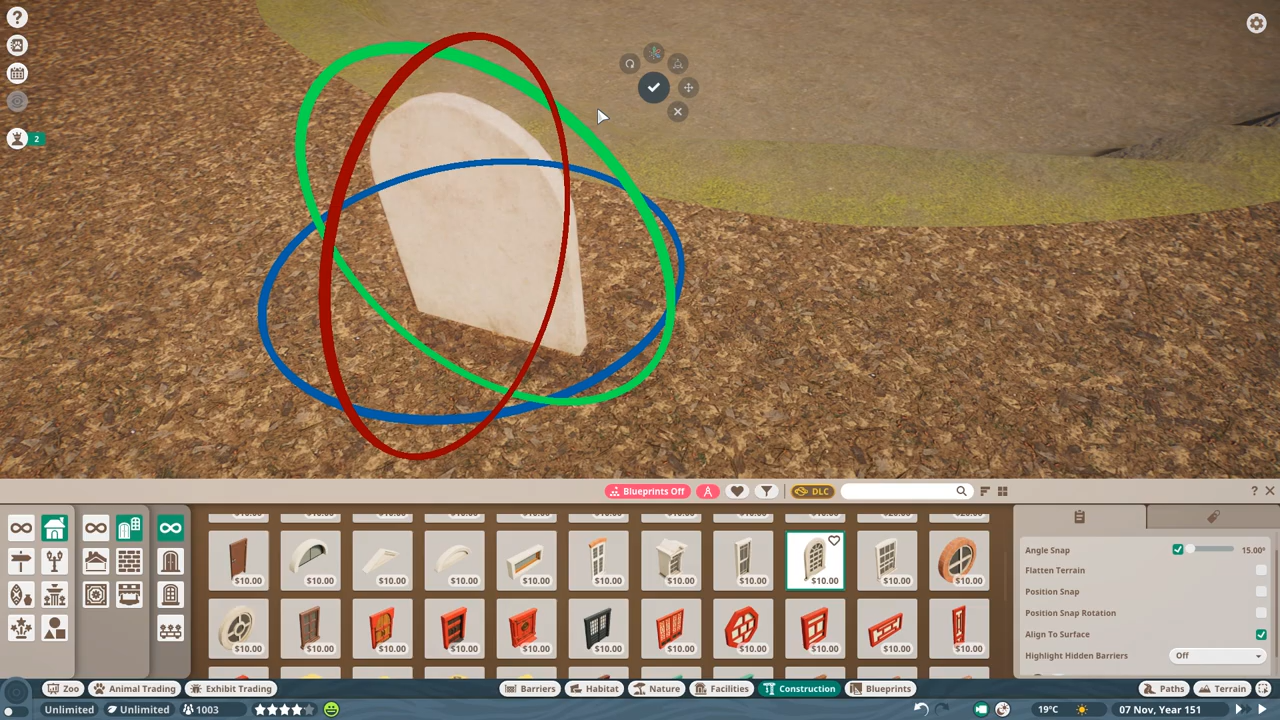 ?
2
Blueprints Off
DLC
? ×
$10.00 $10.00 $10.00 $10.00 $10.00 $10.00 $10.00 $10.00 $10.00 $10.00 $10.00
$10.00 $10.00 $10.00 $10.00 $10.00 $10.00 $10.00 $10.00 $10.00 $10.00 $10.00
Angle Snap 15.00°
Flatten Terrain
Position Snap
Position Snap Rotation
Align To Surface
Highlight Hidden Barriers Off
Zoo Animal Trading Exhibit Trading Barriers Habitat Nature Facilities Construction Blueprints Paths Terrain
Unlimited Unlimited 1003 19°C 07 Nov, Year 151